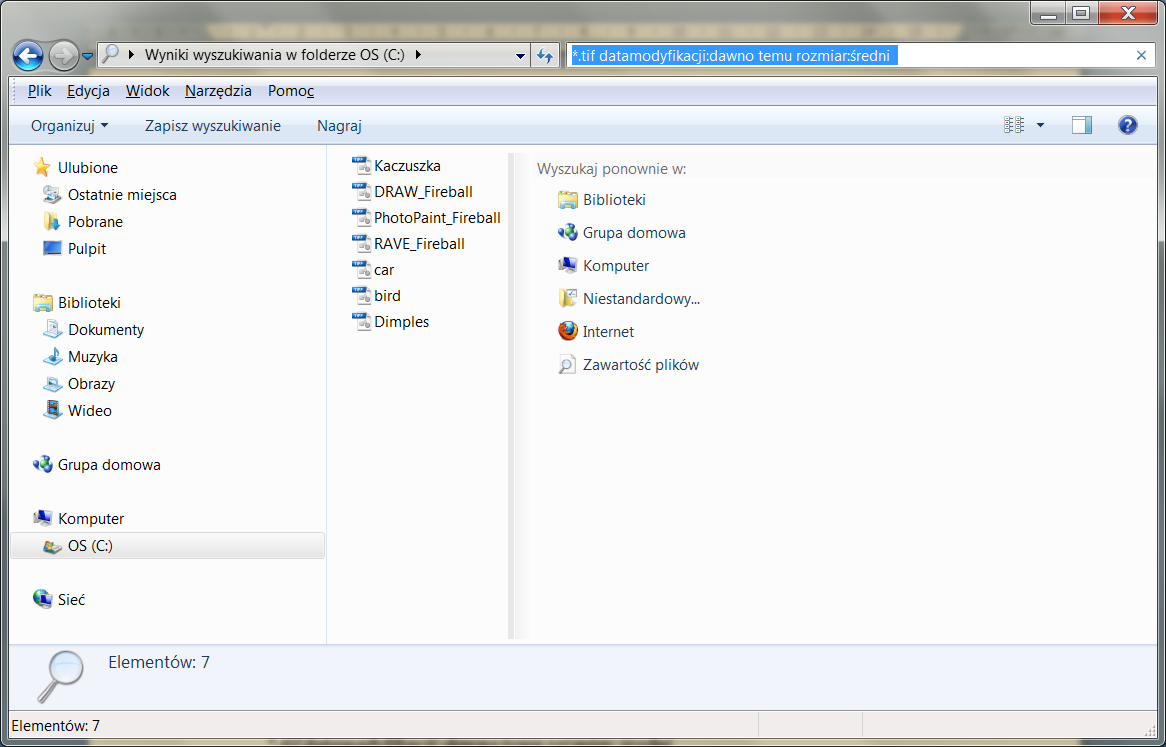 Wyniki wyszukiwania w folderze OS (C:)
*.tif datamodyfikacji:dawno temu rozmiar:średni
Plik Edycja Widok Narzędzia Pomoc
Organizuj Zapisz wyszukiwanie Nagraj
Ulubione
Ostatnie miejsca
Pobrane
Pulpit
Biblioteki
Dokumenty
Muzyka
Obrazy
Wideo
Grupa domowa
Komputer
OS (C:)
Sieć
Kaczuszka
DRAW_Fireball
PhotoPaint_Fireball
RAVE_Fireball
car
bird
Dimples
Wyszukaj ponownie w:
Biblioteki
Grupa domowa
Komputer
Niestandardowy...
Internet
Zawartość plików
Elementów: 7
Elementów: 7